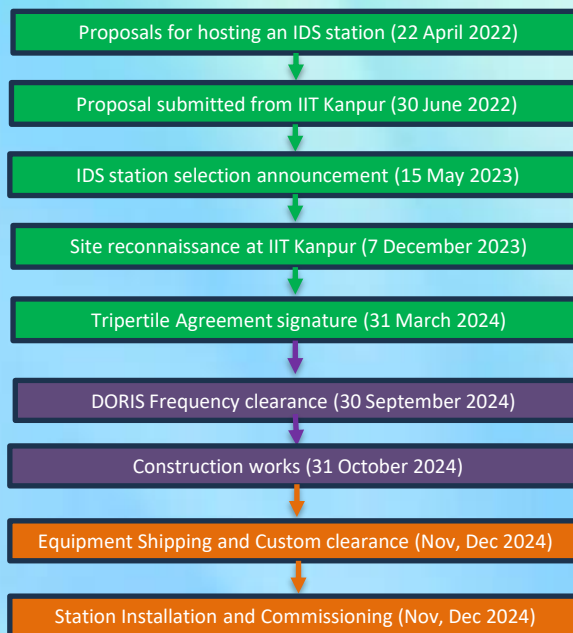 Proposals for hosting an IDS station (22 April 2022)
Proposal submitted from IIT Kanpur (30 June 2022)
IDS station selection announcement (15 May 2023)
Site reconnaissance at IIT Kanpur (7 December 2023)
Tripertile Agreement signature (31 March 2024)
DORIS Frequency clearance (30 September 2024)
Construction works (31 October 2024)
Equipment Shipping and Custom clearance (Nov, Dec 2024)
Station Installation and Commissioning (Nov, Dec 2024)